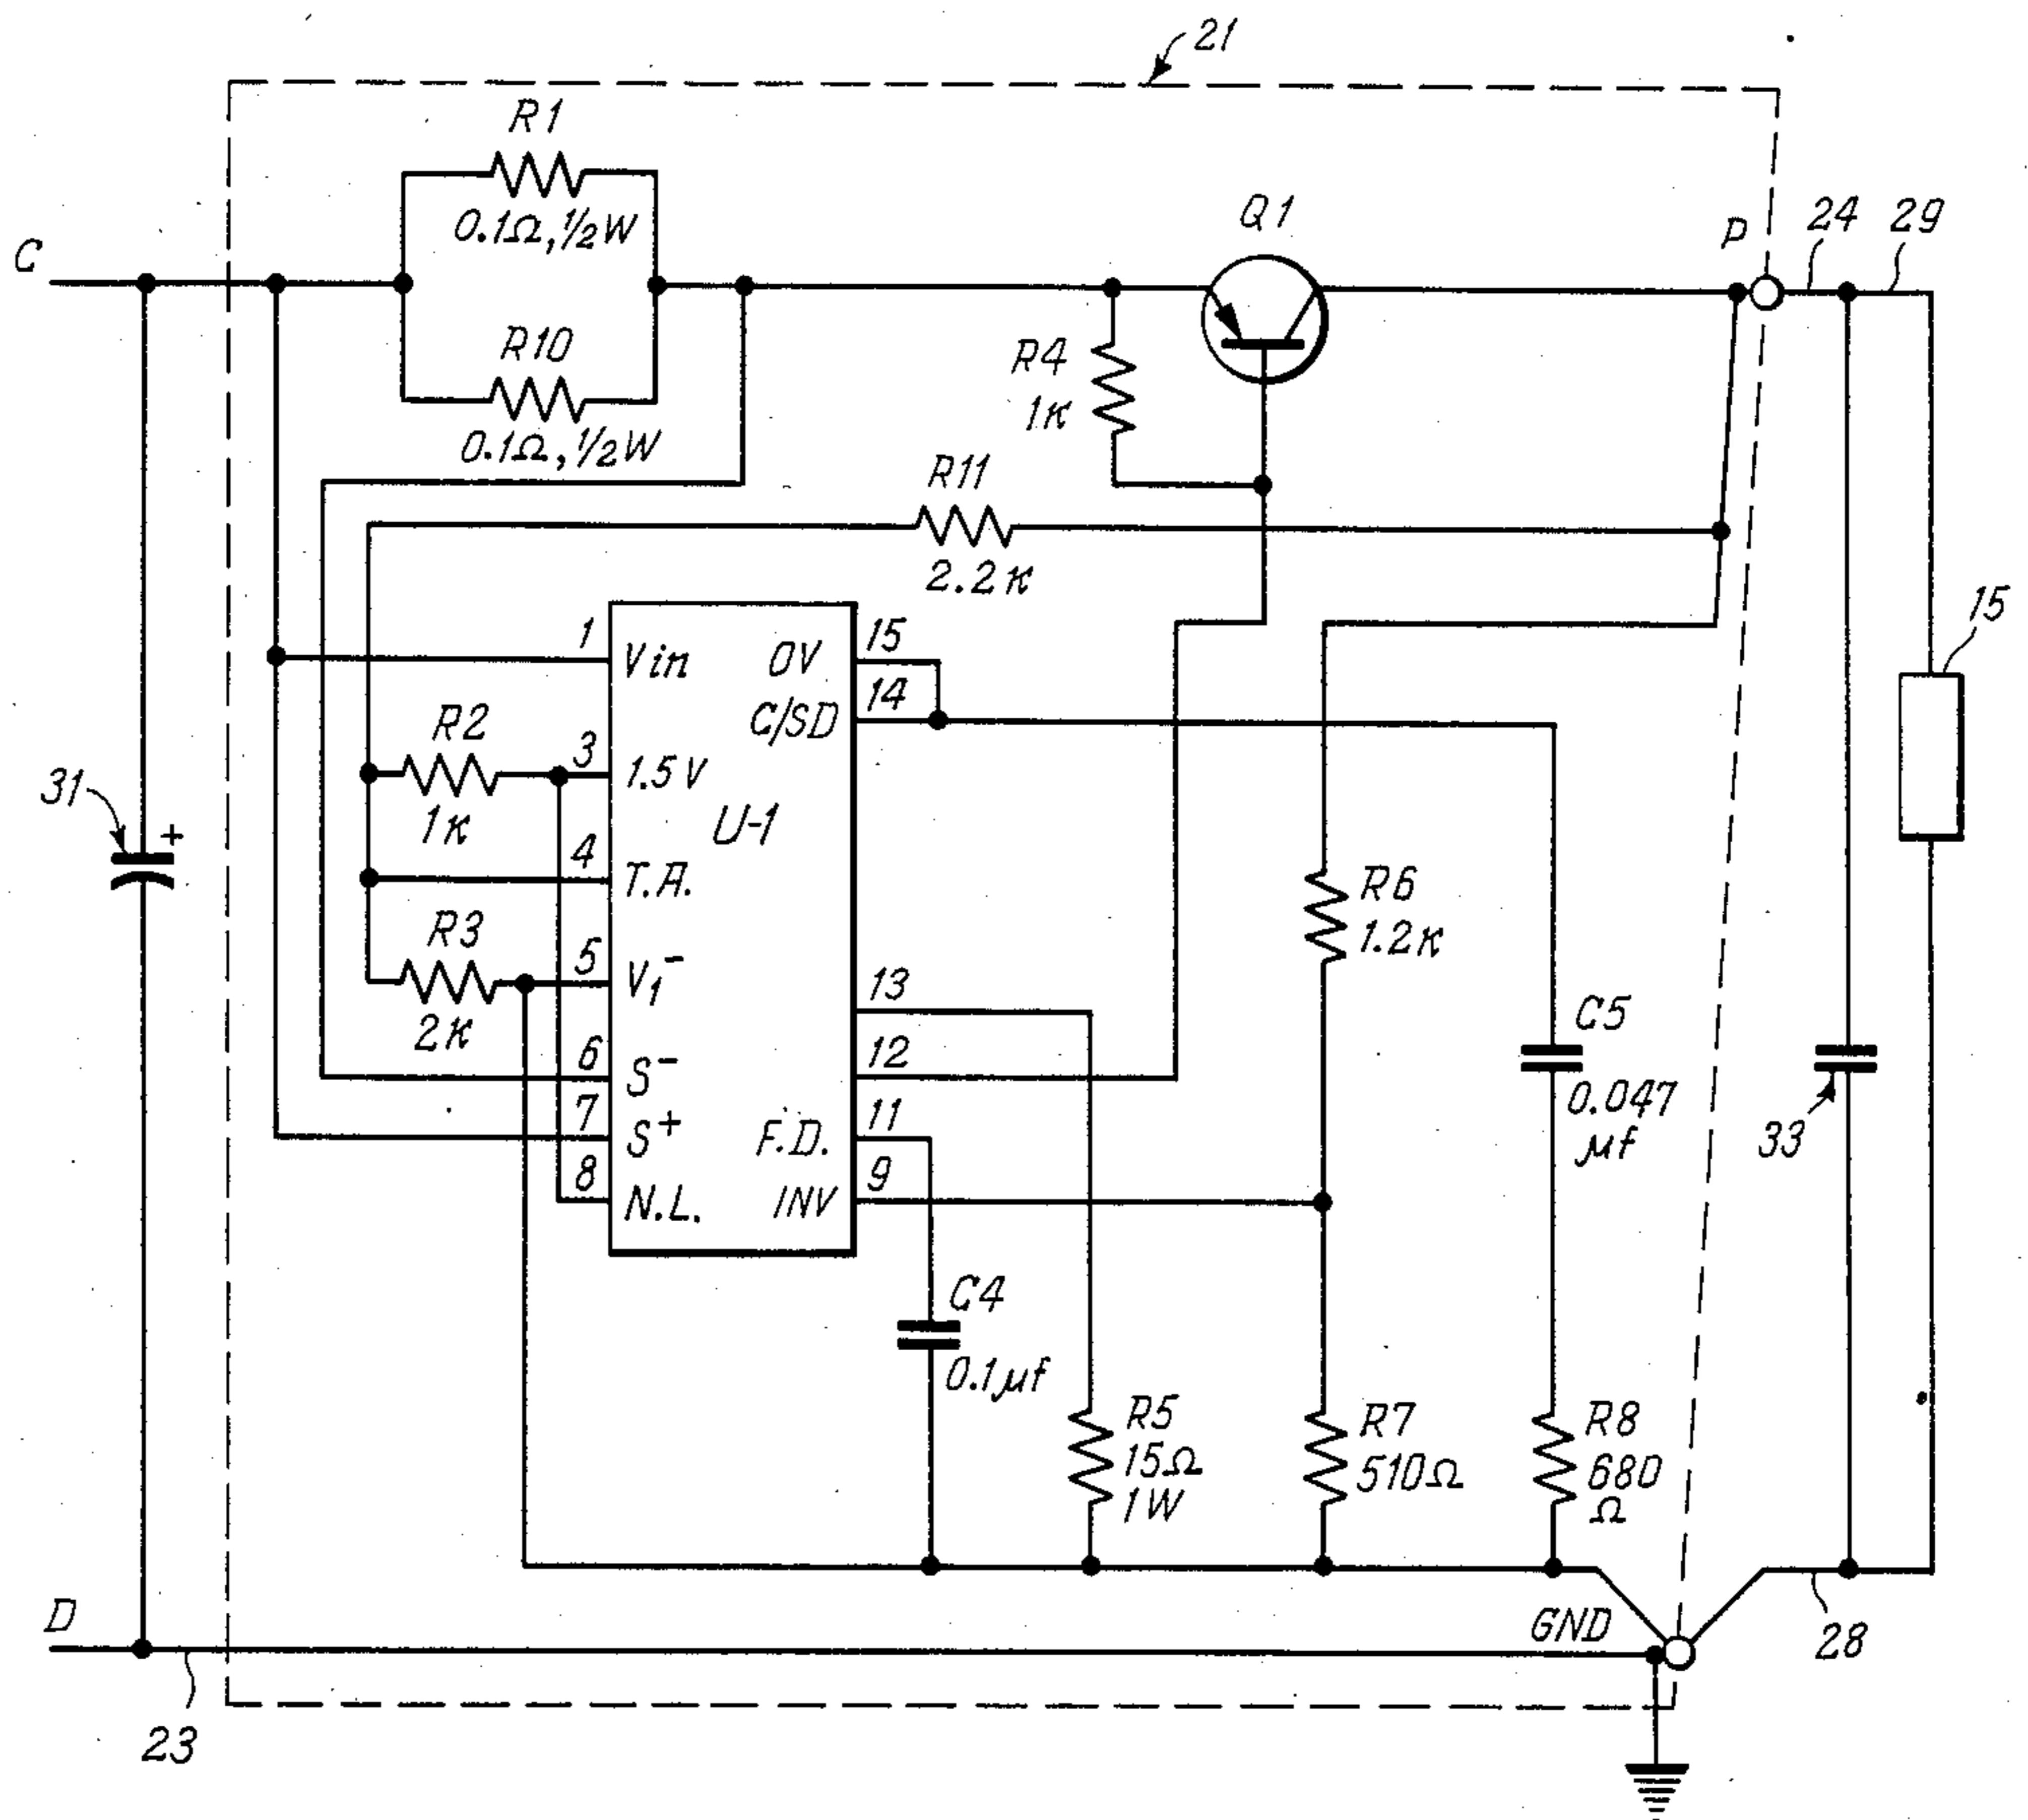 21
R1
0.1Ω, 1/2W
C
Q1
P
24
29
R10
0.1Ω, 1/2W
R4
1K
R11
2.2K
15
1
Vin
OV
15
14
C/SD
R2
1K
3
1.5V
U-1
31
+
4
T.A.
R3
2K
5
V1-
R6
1.2K
13
6
S-
12
C5
0.047
μf
7
S+
11
F.D.
33
8
N.L.
9
INV
C4
0.1μf
R5
15Ω
1W
R7
510Ω
R8
680
Ω
D
GND
23
28